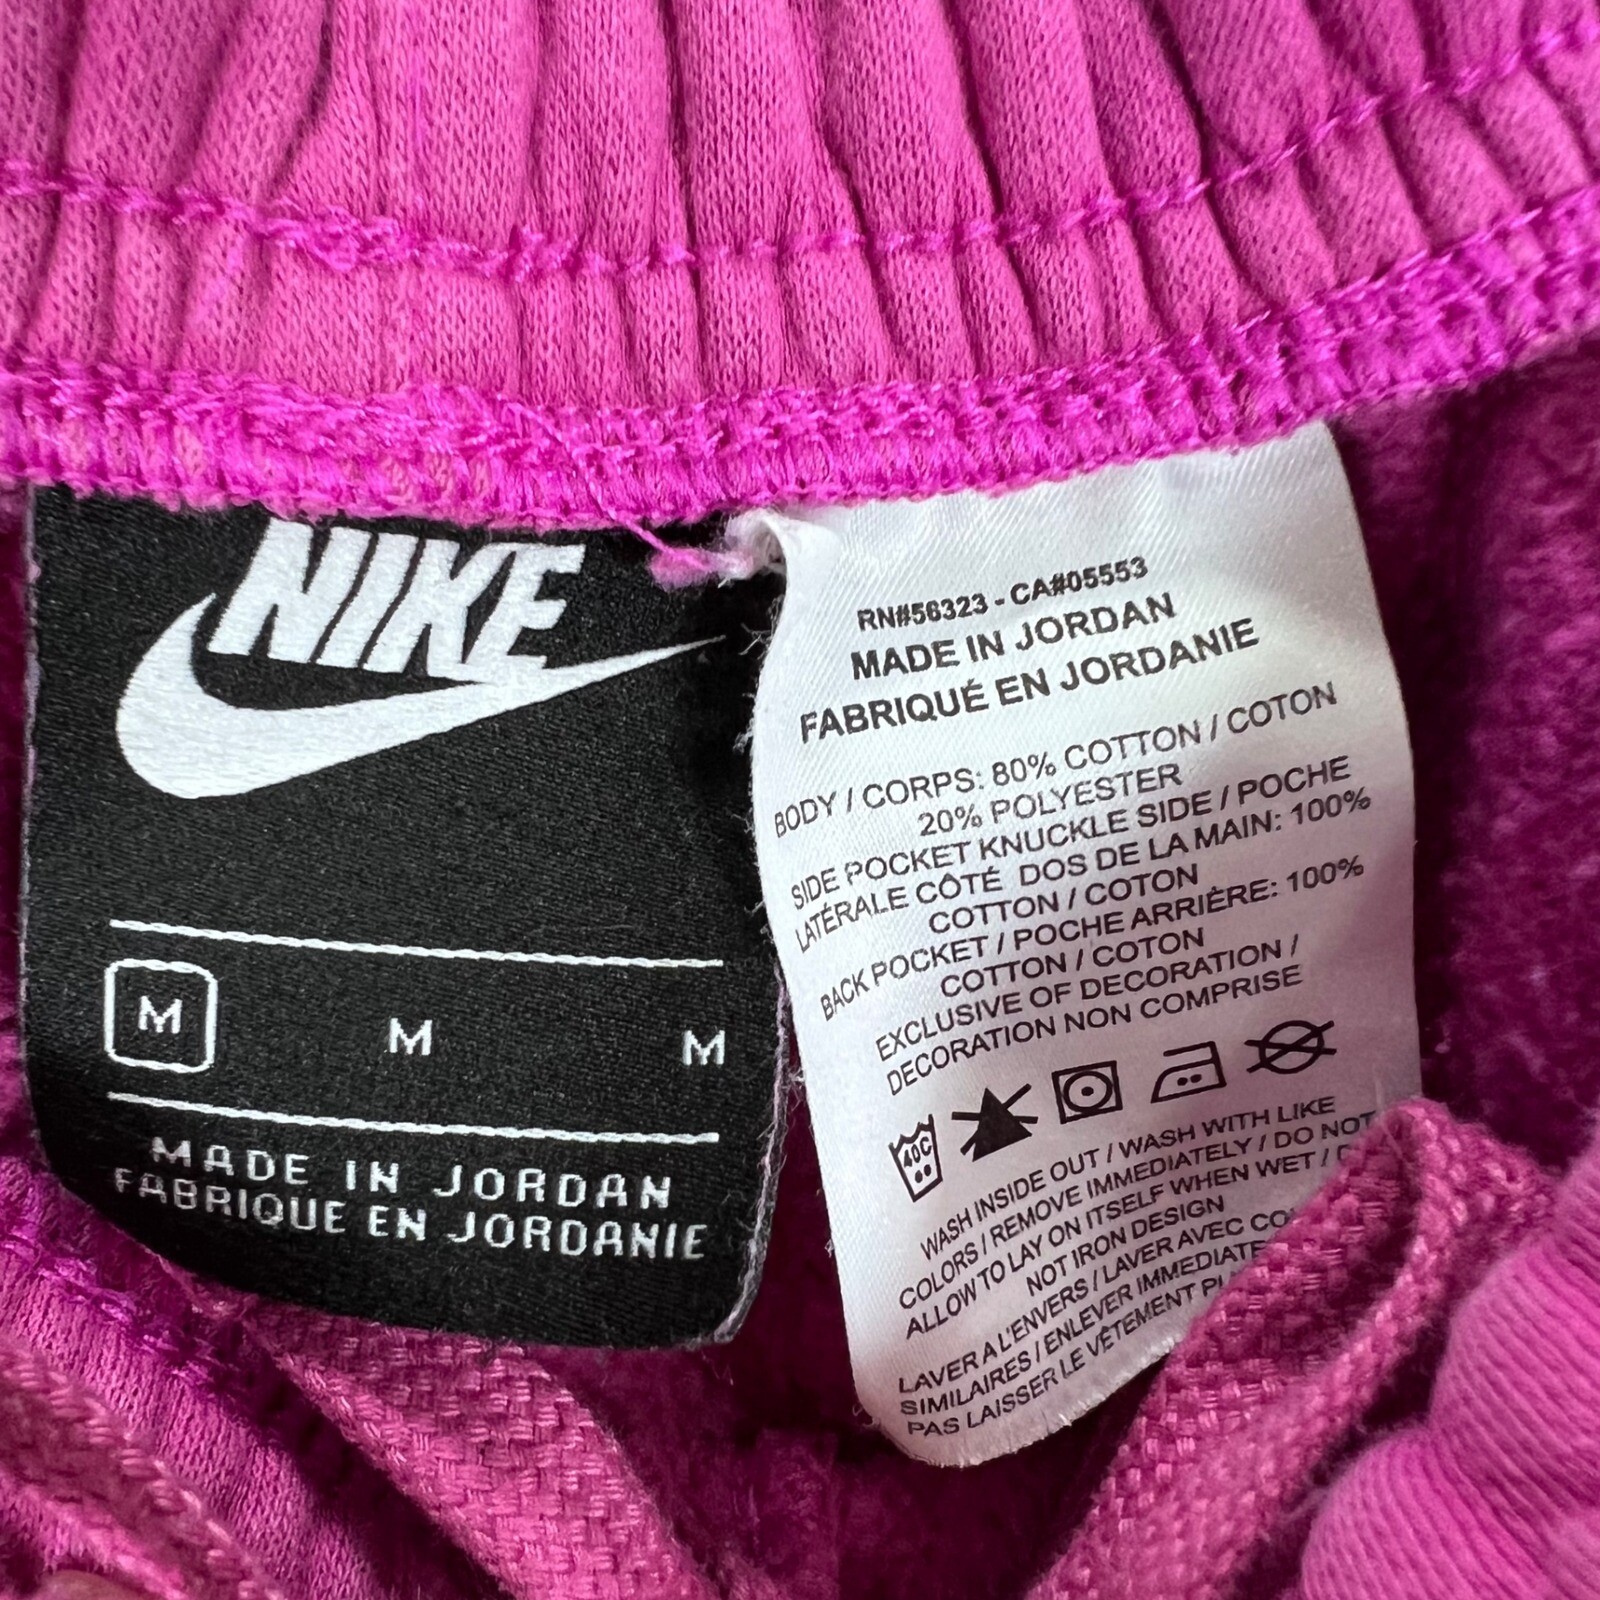 NIKE
M M M
MADE IN JORDAN
FABRIQUE EN JORDANIE
RN#56323 - CA#05553
MADE IN JORDAN
FABRIQUÉ EN JORDANIE
BODY / CORPS: 80% COTTON / COTON
20% POLYESTER
SIDE POCKET KNUCKLE SIDE / POCHE
LATÉRALE CÔTÉ DOS DE LA MAIN: 100%
COTTON / COTON
BACK POCKET / POCHE ARRIÈRE: 100%
COTTON / COTON
EXCLUSIVE OF DECORATION /
DECORATION NON COMPRISE
40C
WASH INSIDE OUT / WASH WITH LIKE
COLORS / REMOVE IMMEDIATELY / DO NOT
ALLOW TO LAY ON ITSELF WHEN WET /
NOT IRON DESIGN
LAVER A L'ENVERS / LAVER AVEC
SIMILAIRES / ENLEVER
PAS LAISSER LE VÊTEMENT